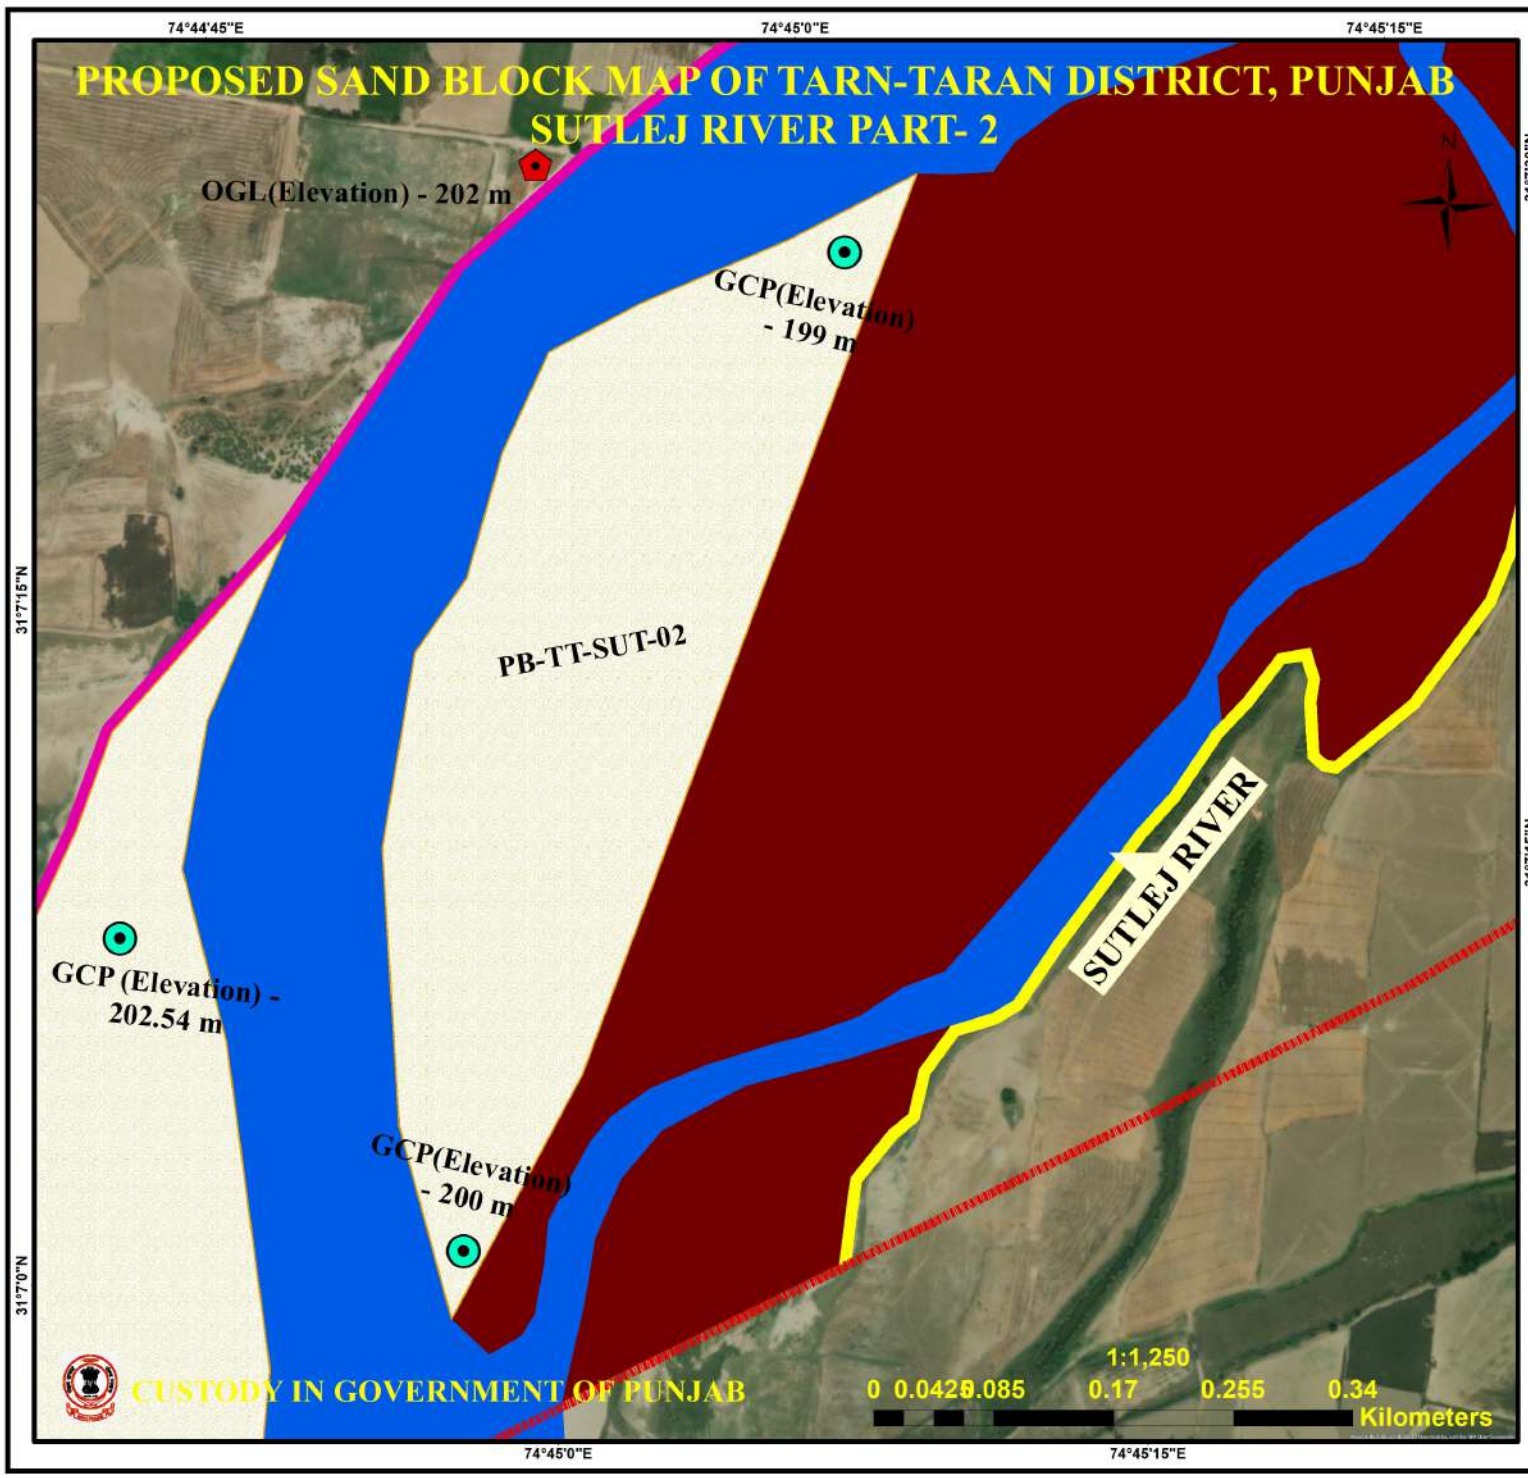 74°44'45"E
74°45'0"E
74°45'15"E
PROPOSED SAND BLOCK MAP OF TARN-TARAN DISTRICT, PUNJAB
SUTLEJ RIVER PART- 2
OGL(Elevation) - 202 m
N
GCP(Elevation)
- 199 m
31°7'15"N
PB-TT-SUT-02
SUTLEJ RIVER
GCP (Elevation) -
202.54 m
GCP(Elevation)
- 200 m
31°7'0"N
1:1,250
CUSTODY IN GOVERNMENT OF PUNJAB
0 0.0425 0.085 0.17 0.255 0.34
Kilometers
74°45'0"E
74°45'15"E